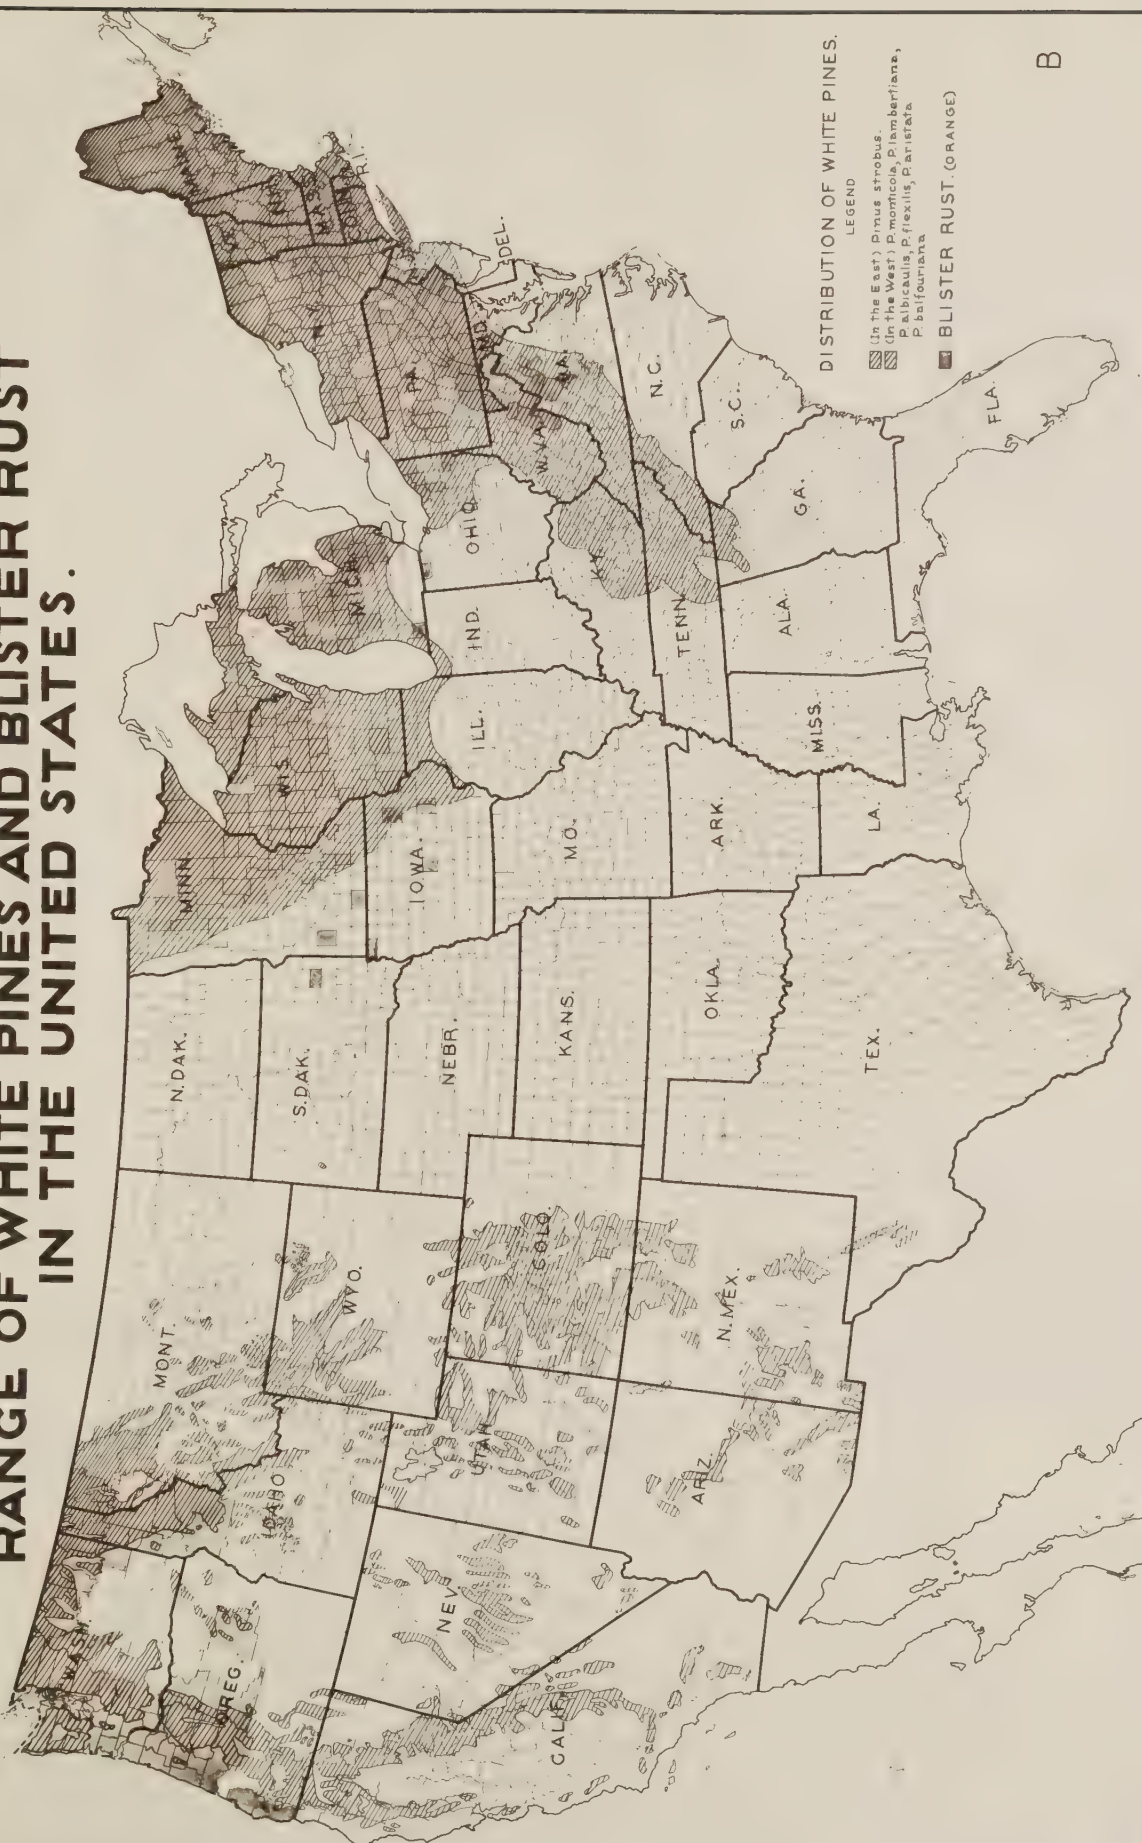 RANGE OF WHITE PINES AND BLISTER RUST
IN THE UNITED STATES.
WASH.
OREG.
CALIF.
NEV.
IDAHO
MONT.
WYO.
UTAH
COLO.
ARIZ.
N. MEX.
N. DAK.
S. DAK.
NEBR.
KANS.
OKLA.
TEX.
MINN.
IOWA.
MO.
ARK.
LA.
WIS.
ILL.
MICH.
IND.
OHIO
KY.
TENN.
MISS.
ALA.
GA.
FLA.
S.C.
N.C.
VA.
W. VA.
MD.
DEL.
PA.
N.Y.
VT.
N.H.
MAINE
MASS.
CONN.
R.I.
DISTRIBUTION OF WHITE PINES.
LEGEND
(In the East) Pinus strobus.
(In the West) P. monticola, P. lambertiana,
P. albicaulis, P. flexilis, P. aristata
P. balfouriana
BLISTER RUST. (ORANGE)
B